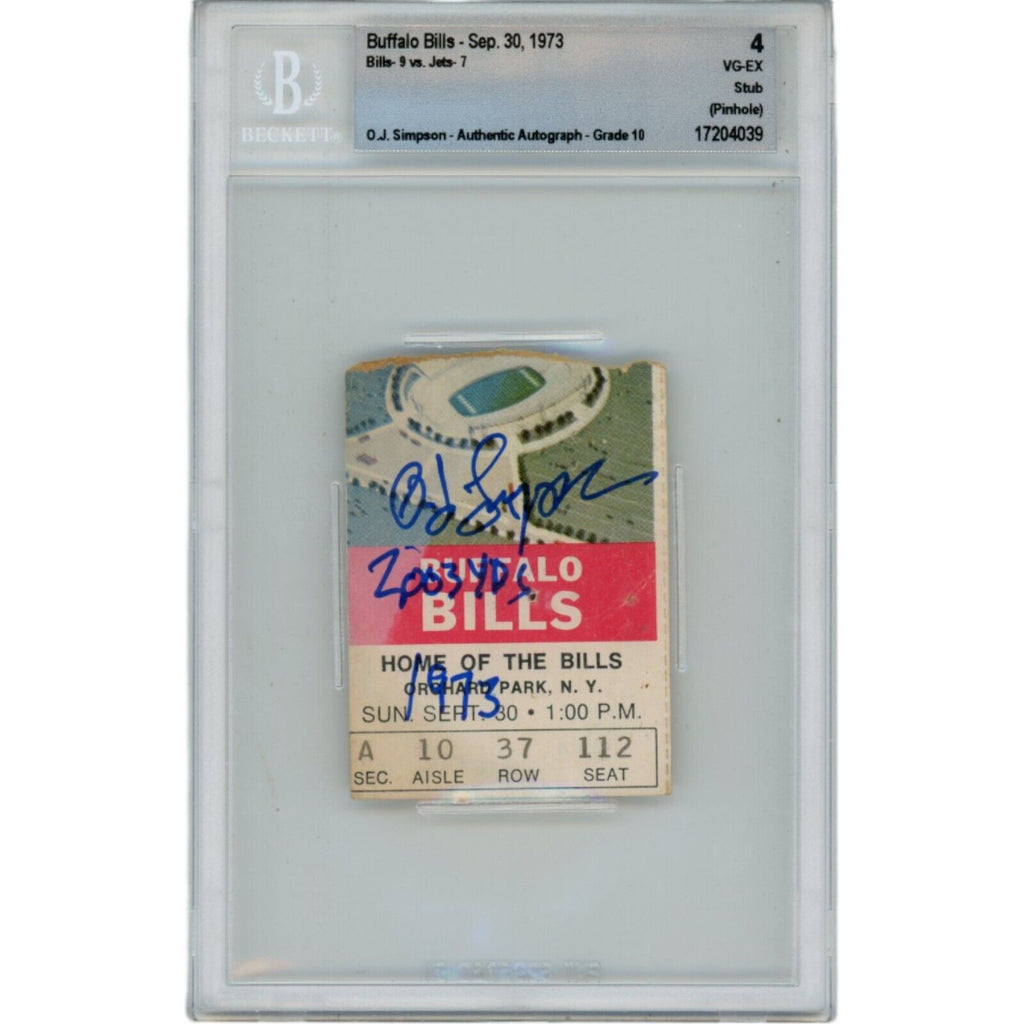 Buffalo Bills - Sep. 30, 1973
4
Bills- 9 vs. Jets- 7
VG-EX
Stub
(Pinhole)
B
BECKETT®
O.J. Simpson - Authentic Autograph - Grade 10
17204039
O.J. Simpson
2003 YDS
BUFFALO
BILLS
HOME OF THE BILLS
ORCHARD PARK, N. Y.
1973
SUN. SEPT. 30 • 1:00 P.M.
A 10 37 112
SEC. AISLE ROW SEAT